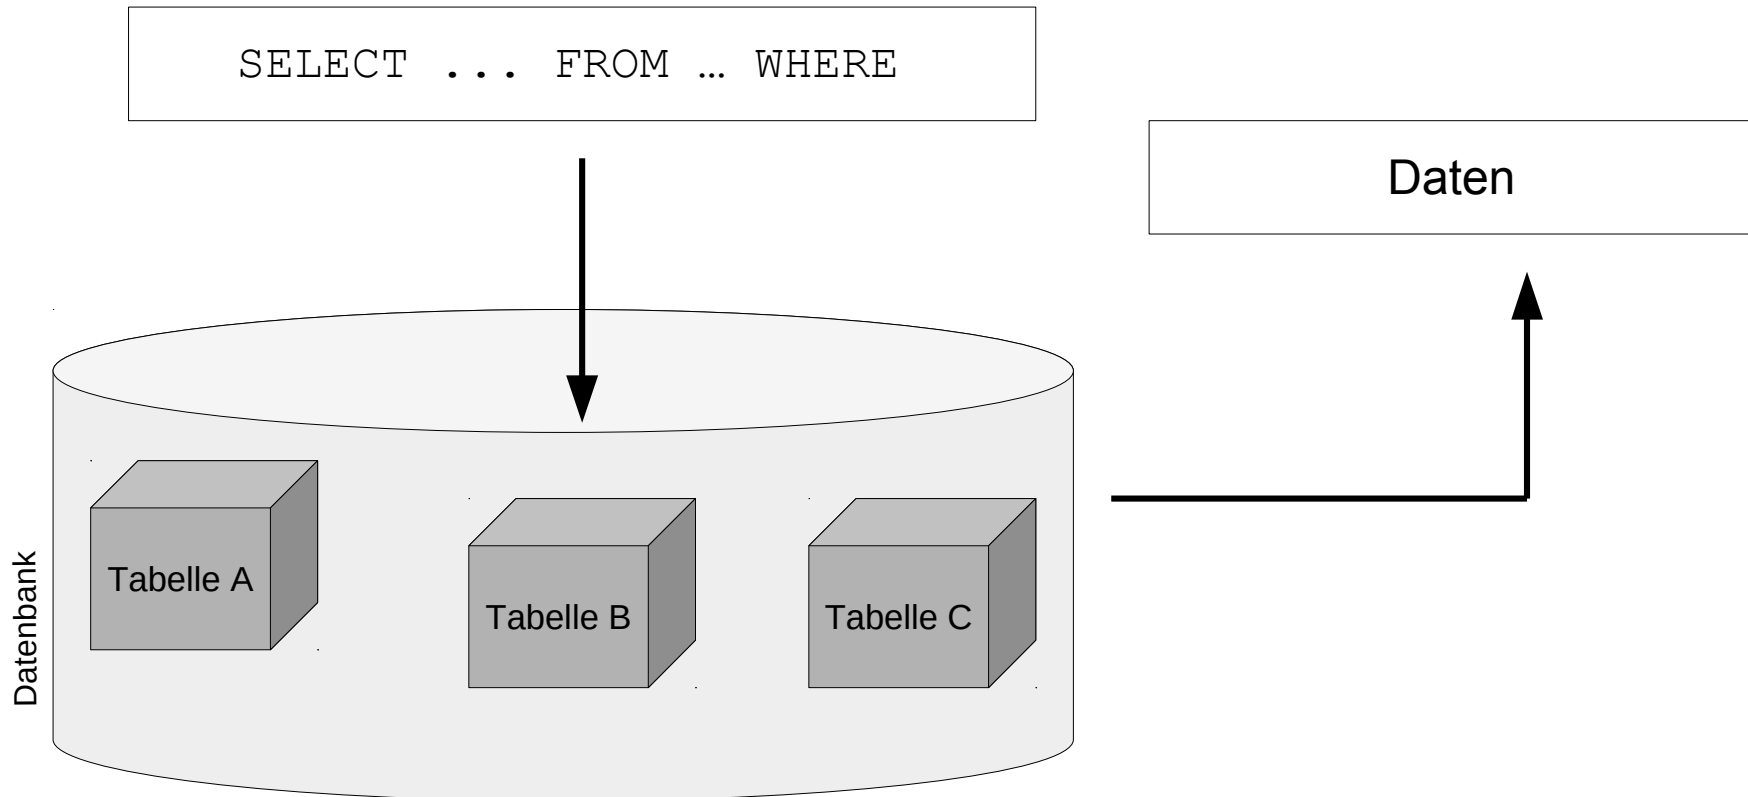 SELECT ... FROM … WHERE
Daten
Tabelle A
Tabelle B
Tabelle C
Datenbank